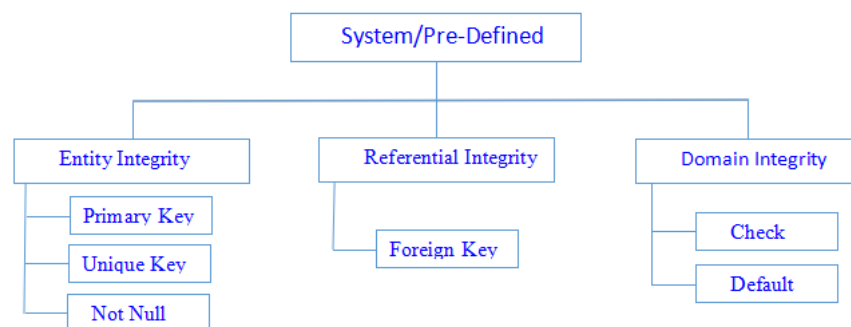 System/Pre-Defined
Entity Integrity
Referential Integrity
Domain Integrity
Primary Key
Unique Key
Not Null
Foreign Key
Check
Default